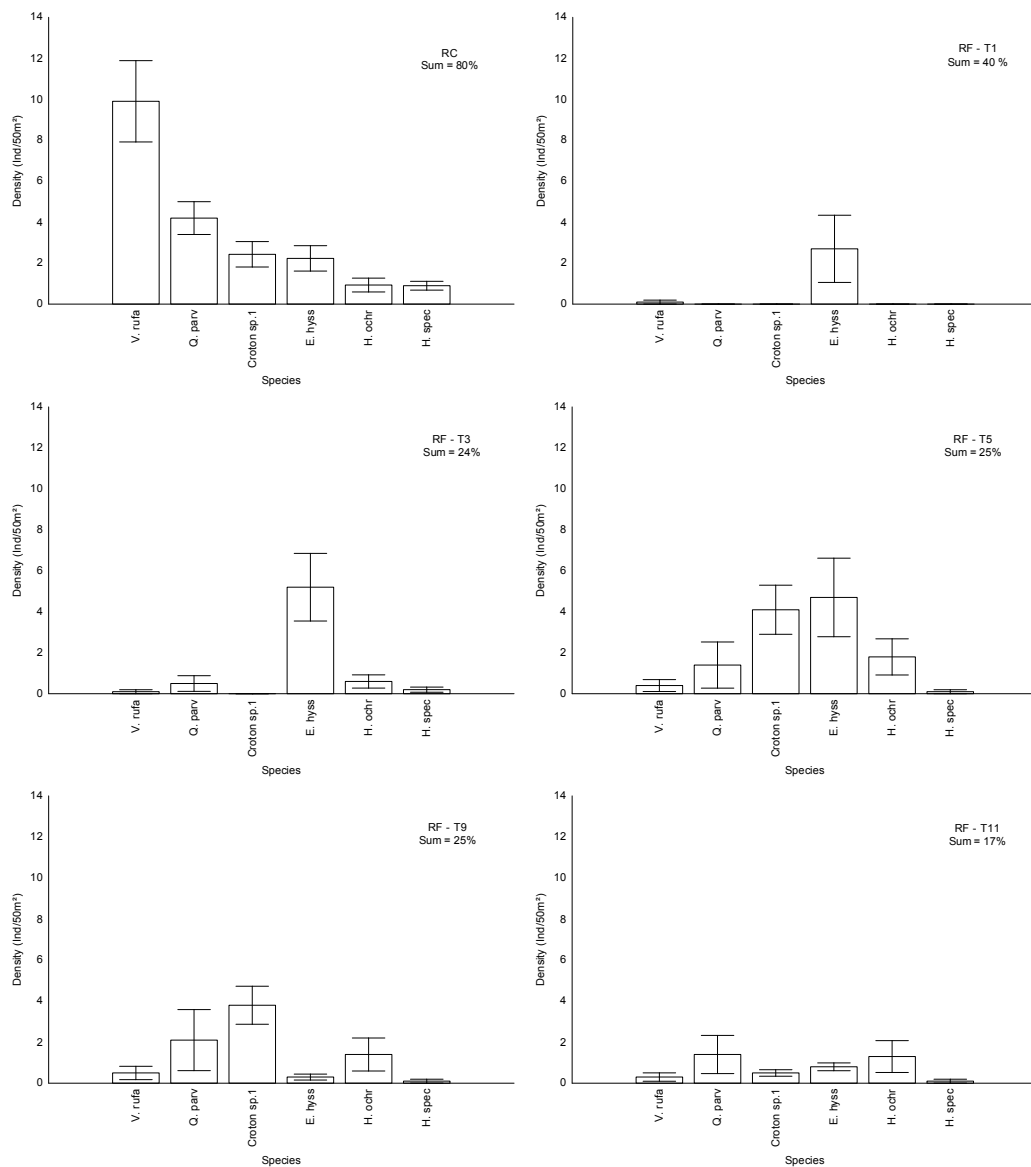 14
12
10
8
6
4
2
0
Density (Ind/50m²)
RC
Sum = 80%
V. rufa
Q. parv
Croton sp.1
E. hyss
H. ochr
H. spec
Species
14
12
10
8
6
4
2
0
Density (Ind/50m²)
RF - T1
Sum = 40 %
V. rufa
Q. parv
Croton sp.1
E. hyss
H. ochr
H. spec
Species
14
12
10
8
6
4
2
0
Density (Ind/50m²)
RF - T3
Sum = 24%
V. rufa
Q. parv
Croton sp.1
E. hyss
H. ochr
H. spec
Species
14
12
10
8
6
4
2
0
Density (Ind/50m²)
RF - T5
Sum = 25%
V. rufa
Q. parv
Croton sp.1
E. hyss
H. ochr
H. spec
Species
14
12
10
8
6
4
2
0
Density (Ind/50m²)
RF - T9
Sum = 25%
V. rufa
Q. parv
Croton sp.1
E. hyss
H. ochr
H. spec
Species
14
12
10
8
6
4
2
0
Density (Ind/50m²)
RF - T11
Sum = 17%
V. rufa
Q. parv
Croton sp.1
E. hyss
H. ochr
H. spec
Species